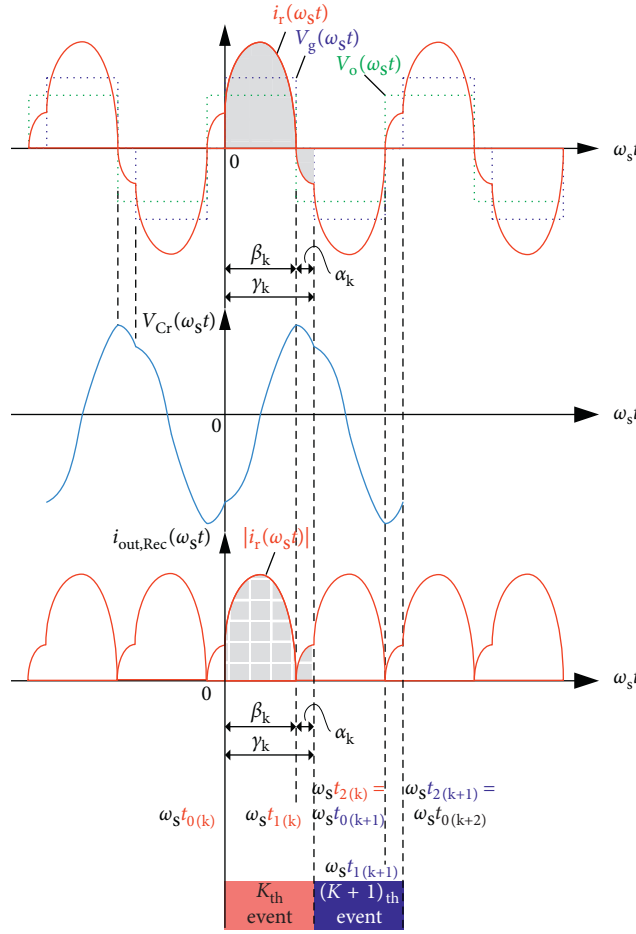 i_r(ω_s t)
V_g(ω_s t)
V_o(ω_s t)
0
ω_s t
β_k
α_k
γ_k
V_Cr(ω_s t)
0
ω_s t
i_out,Rec(ω_s t)
|i_r(ω_s t)|
0
ω_s t
β_k
α_k
γ_k
ω_s t_0(k)
ω_s t_1(k)
ω_s t_2(k) =
ω_s t_0(k+1)
ω_s t_2(k+1) =
ω_s t_0(k+2)
ω_s t_1(k+1)
K_th
event
(K + 1)_th
event